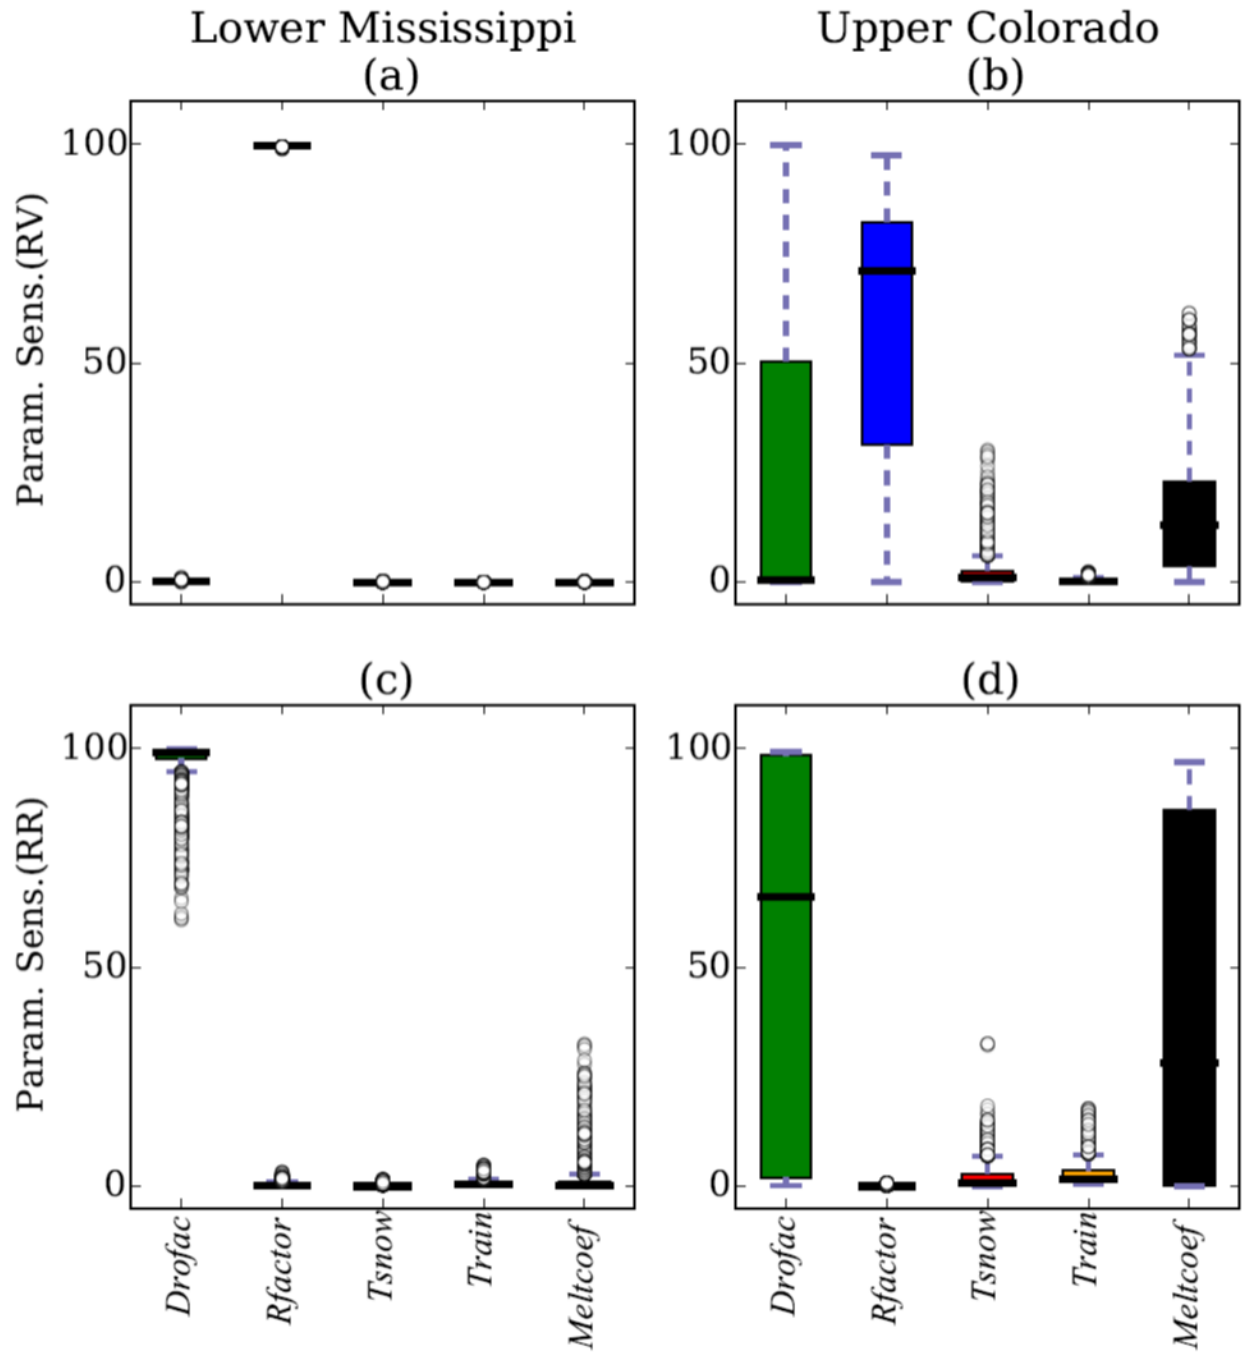 Lower Mississippi
Upper Colorado
(a)
(b)
Param. Sens.(RV)
100
50
0
100
50
0
(c)
(d)
Param. Sens.(RR)
100
50
0
100
50
0
Drofac
Rfactor
Tsnow
Train
Meltcoef
Drofac
Rfactor
Tsnow
Train
Meltcoef